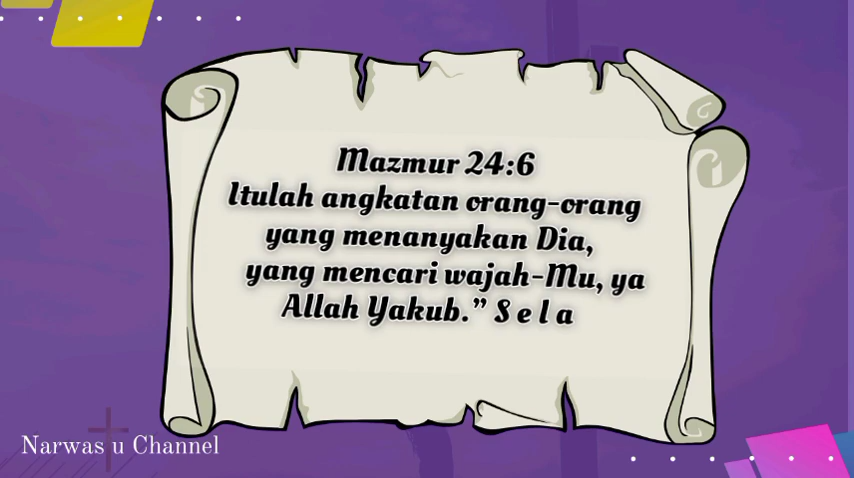 Mazmur 24:6
Itulah angkatan orang-orang
yang menanyakan Dia,
yang mencari wajah-Mu, ya
Allah Yakub.” S e l a
Narwas u Channel